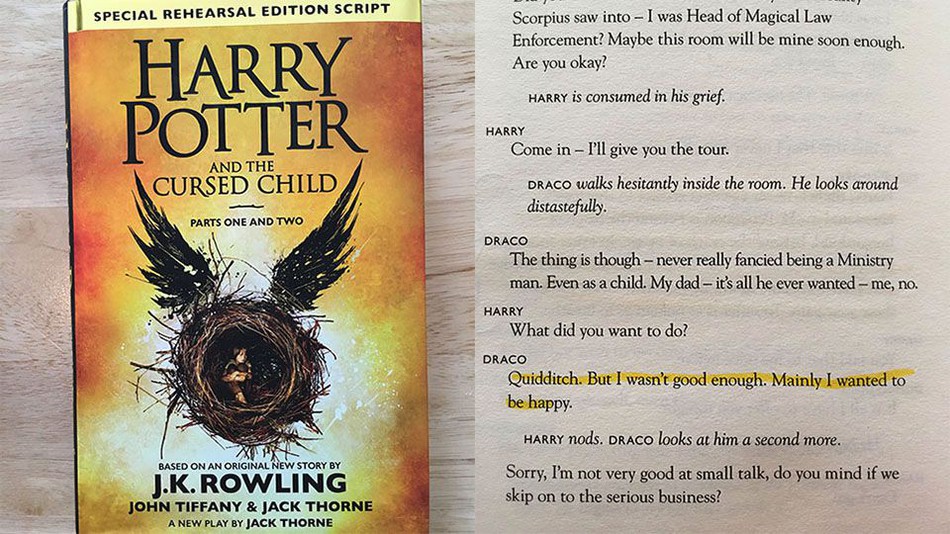 SPECIAL REHEARSAL EDITION SCRIPT
HARRY
POTTER
AND THE
CURSED CHILD
PARTS ONE AND TWO
BASED ON AN ORIGINAL NEW STORY BY
J.K. ROWLING
JOHN TIFFANY & JACK THORNE
A NEW PLAY BY JACK THORNE
Scorpius saw into – I was Head of Magical Law
Enforcement? Maybe this room will be mine soon enough.
Are you okay?
HARRY is consumed in his grief.
HARRY
Come in – I'll give you the tour.
DRACO walks hesitantly inside the room. He looks around
distastefully.
DRACO
The thing is though – never really fancied being a Ministry
man. Even as a child. My dad – it's all he ever wanted – me, no.
HARRY
What did you want to do?
DRACO
Quidditch. But I wasn't good enough. Mainly I wanted to
be happy.
HARRY nods. DRACO looks at him a second more.
Sorry, I'm not very good at small talk, do you mind if we
skip on to the serious business?